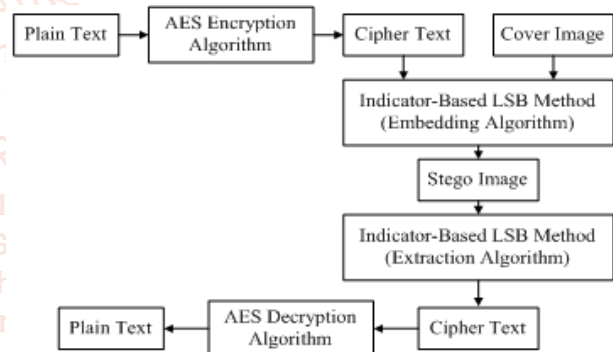 Plain Text
AES Encryption
Algorithm
Cipher Text
Cover Image
Indicator-Based LSB Method
(Embedding Algorithm)
Stego Image
Indicator-Based LSB Method
(Extraction Algorithm)
Plain Text
AES Decryption
Algorithm
Cipher Text